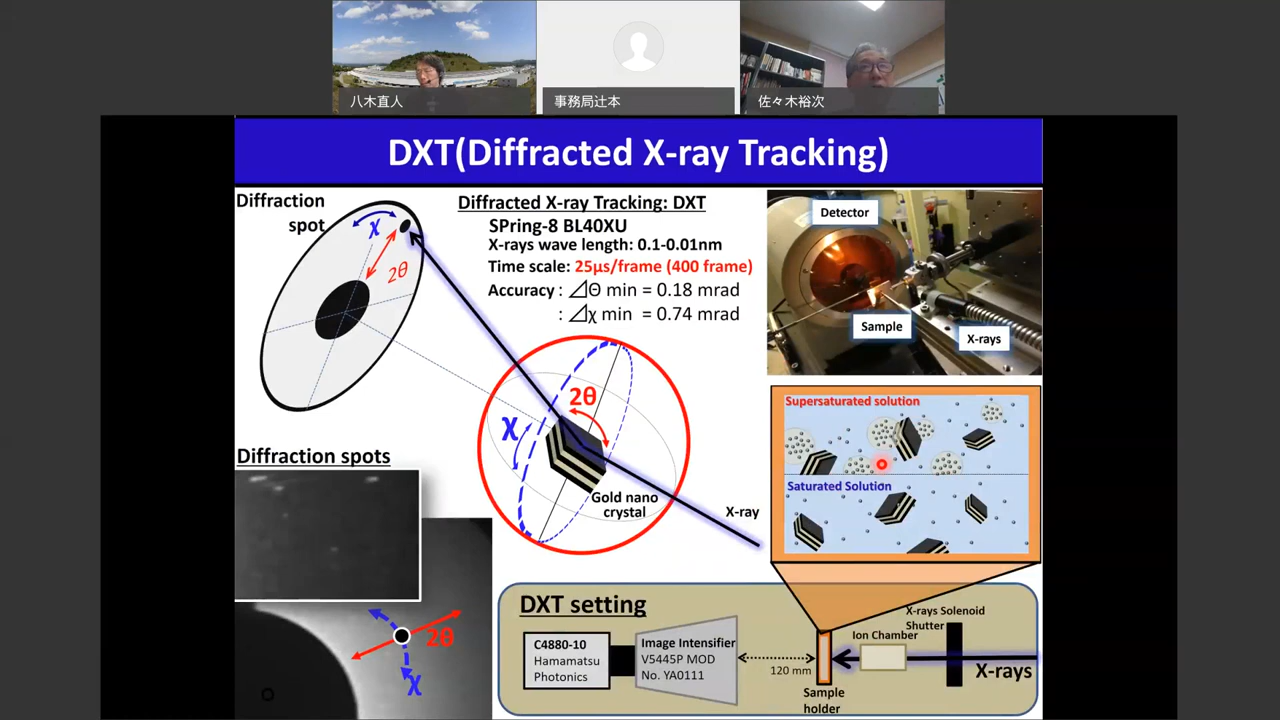 八木直人
事務局辻本
佐々木裕次
DXT(Diffracted X-ray Tracking)
Diffraction
spot
χ
2θ
Diffracted X-ray Tracking: DXT
SPring-8 BL40XU
X-rays wave length: 0.1-0.01nm
Time scale: 25μs/frame (400 frame)
Accuracy : ⊿Θ min = 0.18 mrad
: ⊿χ min = 0.74 mrad
Detector
Sample
X-rays
2θ
χ
Gold nano
crystal
X-ray
Supersaturated solution
Saturated Solution
Diffraction spots
2θ
χ
DXT setting
C4880-10
Hamamatsu
Photonics
Image Intensifier
V5445P MOD
No. YA0111
120 mm
Sample
holder
Ion Chamber
X-rays Solenoid
Shutter
X-rays